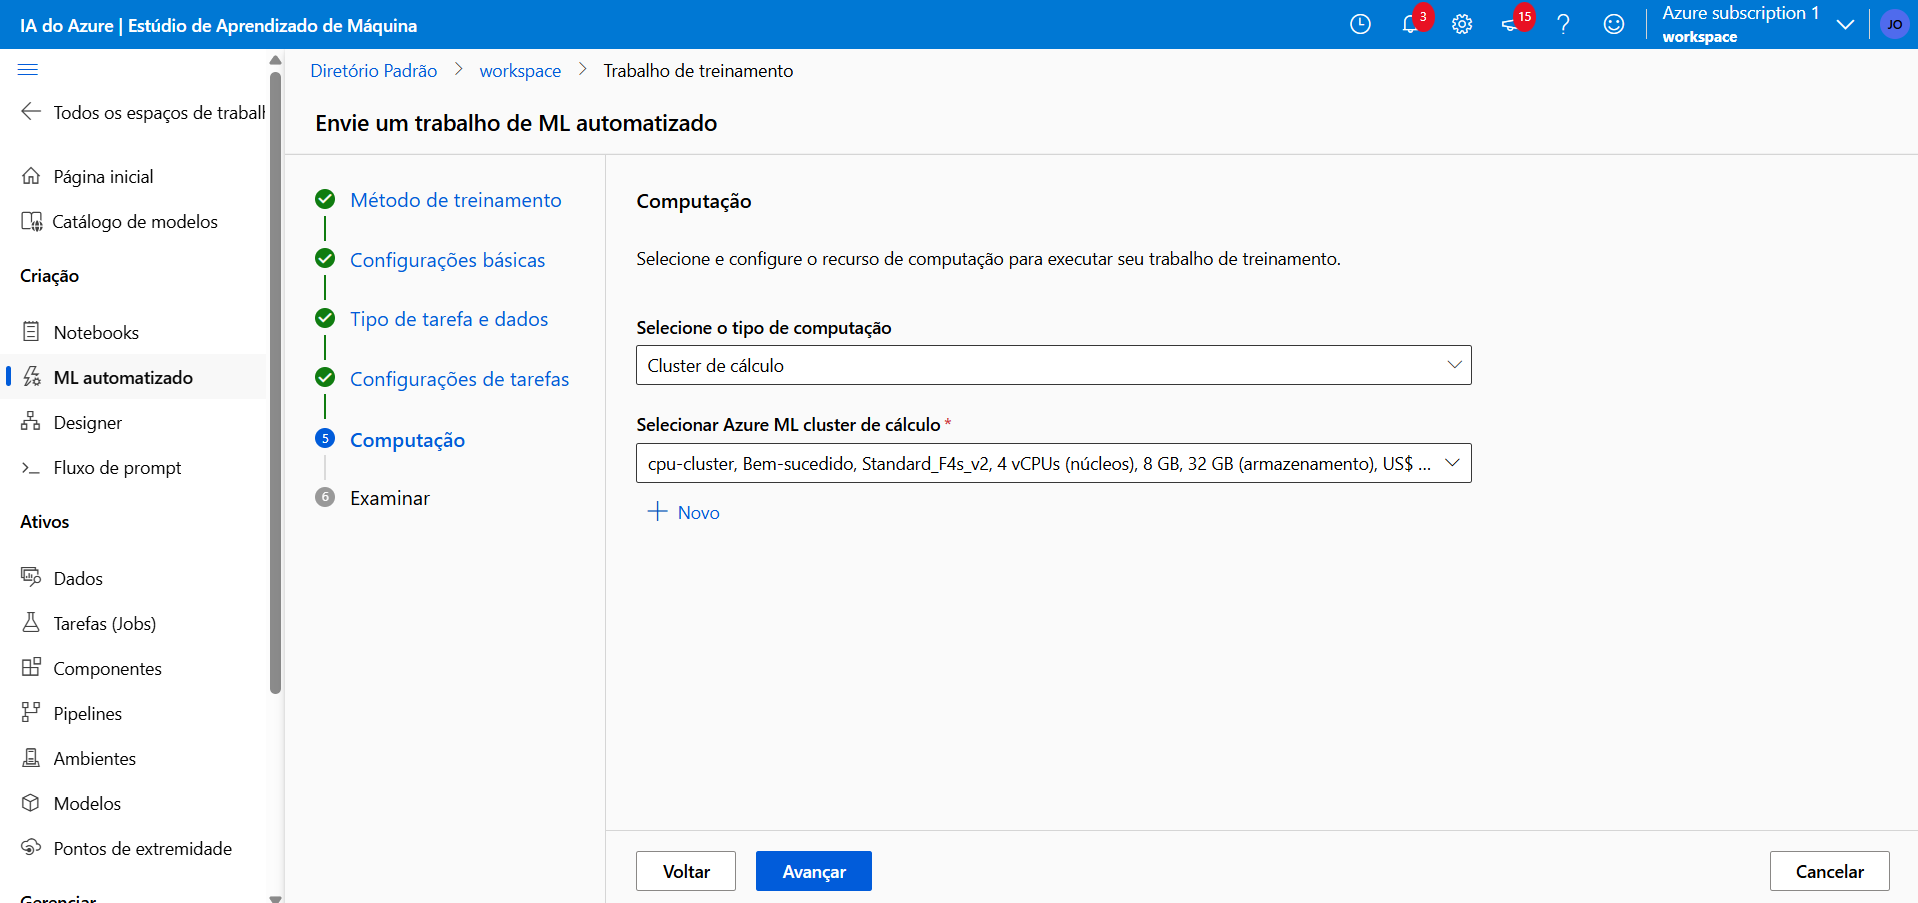 IA do Azure | Estúdio de Aprendizado de Máquina
3
15
Azure subscription 1
workspace
JO
Todos os espaços de trabalh
Página inicial
Catálogo de modelos
Criação
Notebooks
ML automatizado
Designer
Fluxo de prompt
Ativos
Dados
Tarefas (Jobs)
Componentes
Pipelines
Ambientes
Modelos
Pontos de extremidade
Gerenciar
Diretório Padrão > workspace > Trabalho de treinamento
Envie um trabalho de ML automatizado
Método de treinamento
Configurações básicas
Tipo de tarefa e dados
Configurações de tarefas
5 Computação
6 Examinar
Computação
Selecione e configure o recurso de computação para executar seu trabalho de treinamento.
Selecione o tipo de computação
Cluster de cálculo
Selecionar Azure ML cluster de cálculo *
cpu-cluster, Bem-sucedido, Standard_F4s_v2, 4 vCPUs (núcleos), 8 GB, 32 GB (armazenamento), US$ ...
Novo
Voltar
Avançar
Cancelar